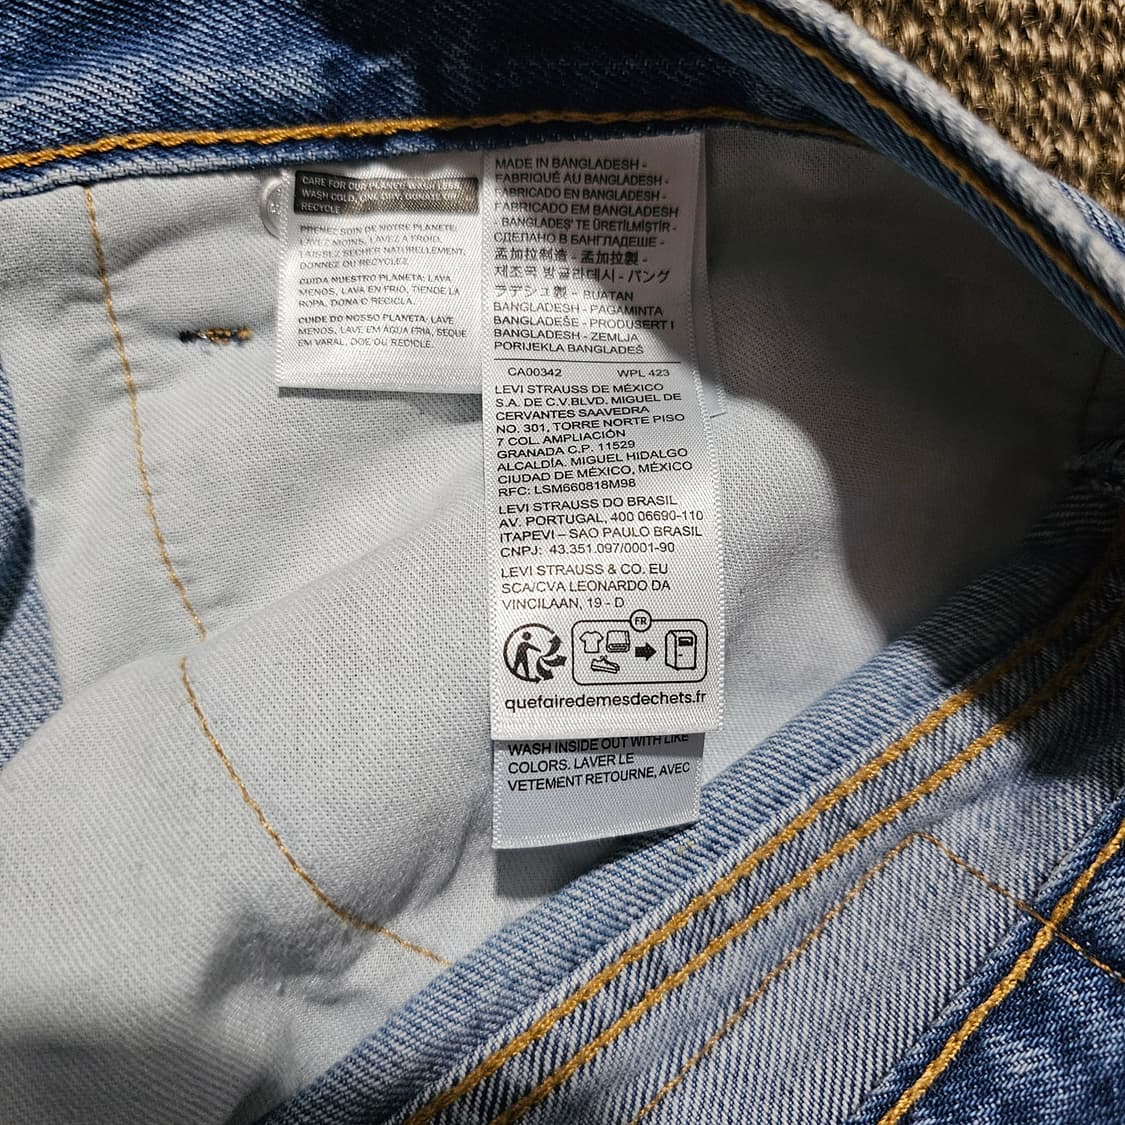 CARE FOR OUR PLANET: WASH LESS,
WASH COLD, LINE DRY, DONATE OR
RECYCLE
PRENEZ SOIN DE NOTRE PLANETE:
LAVEZ MOINS, LAVEZ A FROID,
LAISSEZ SECHER NATURELLEMENT,
DONNEZ OU RECYCLEZ
CUIDA NUESTRO PLANETA: LAVA
MENOS, LAVA EN FRIO, TIENDE LA
ROPA, DONA O RECICLA.
CUIDE DO NOSSO PLANETA: LAVE
MENOS, LAVE EM ÁGUA FRIA, SEQUE
EM VARAL, DOE OU RECICLE.
MADE IN BANGLADESH -
FABRIQUÉ AU BANGLADESH -
FABRICADO EN BANGLADESH -
FABRICADO EM BANGLADESH
- BANGLADEŞ'TE ÜRETİLMİŞTİR -
СДЕЛАНО В БАНГЛАДЕШЕ -
孟加拉制造 - 孟加拉製 -
제조국 방글라데시 - バング
ラデシュ製 - BUATAN
BANGLADESH - PAGAMINTA
BANGLADEŠE - PRODUSERT I
BANGLADESH - ZEMLJA
PORIJEKLA BANGLADEŠ
CA00342 WPL 423
LEVI STRAUSS DE MÉXICO
S.A. DE C.V.BLVD. MIGUEL DE
CERVANTES SAAVEDRA
NO. 301, TORRE NORTE PISO
7 COL. AMPLIACIÓN
GRANADA C.P. 11529
ALCALDÍA. MIGUEL HIDALGO
CIUDAD DE MÉXICO, MÉXICO
RFC: LSM660818M98
LEVI STRAUSS DO BRASIL
AV. PORTUGAL, 400 06690-110
ITAPEVI – SAO PAULO BRASIL
CNPJ: 43.351.097/0001-90
LEVI STRAUSS & CO. EU
SCA/CVA LEONARDO DA
VINCILAAN, 19 - D
FR
quefairedemesdechets.fr
WASH INSIDE OUT WITH LIKE
COLORS. LAVER LE
VETEMENT RETOURNE, AVEC